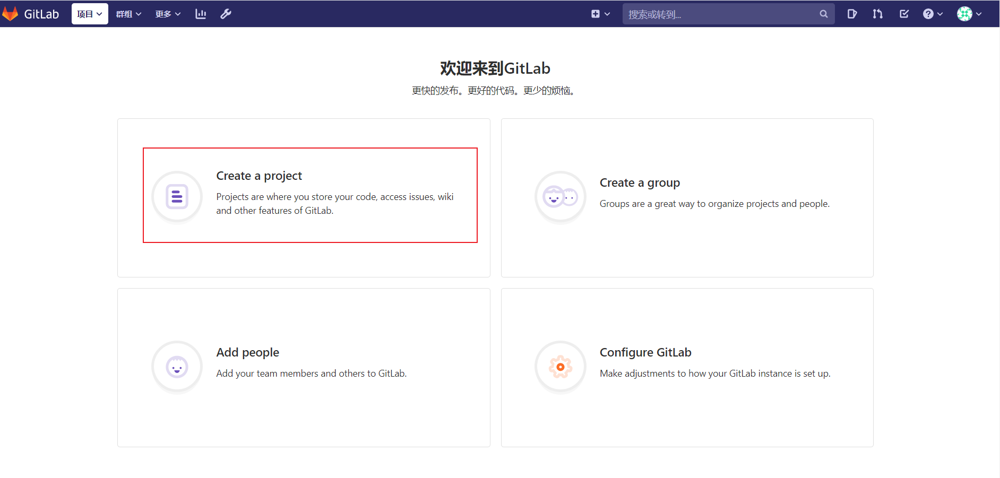 GitLab 项目 群组 更多 搜索或转到...
欢迎来到GitLab
更快的发布。更好的代码。更少的烦恼。
Create a project
Projects are where you store your code, access issues, wiki
and other features of GitLab.
Create a group
Groups are a great way to organize projects and people.
Add people
Add your team members and others to GitLab.
Configure GitLab
Make adjustments to how your GitLab instance is set up.